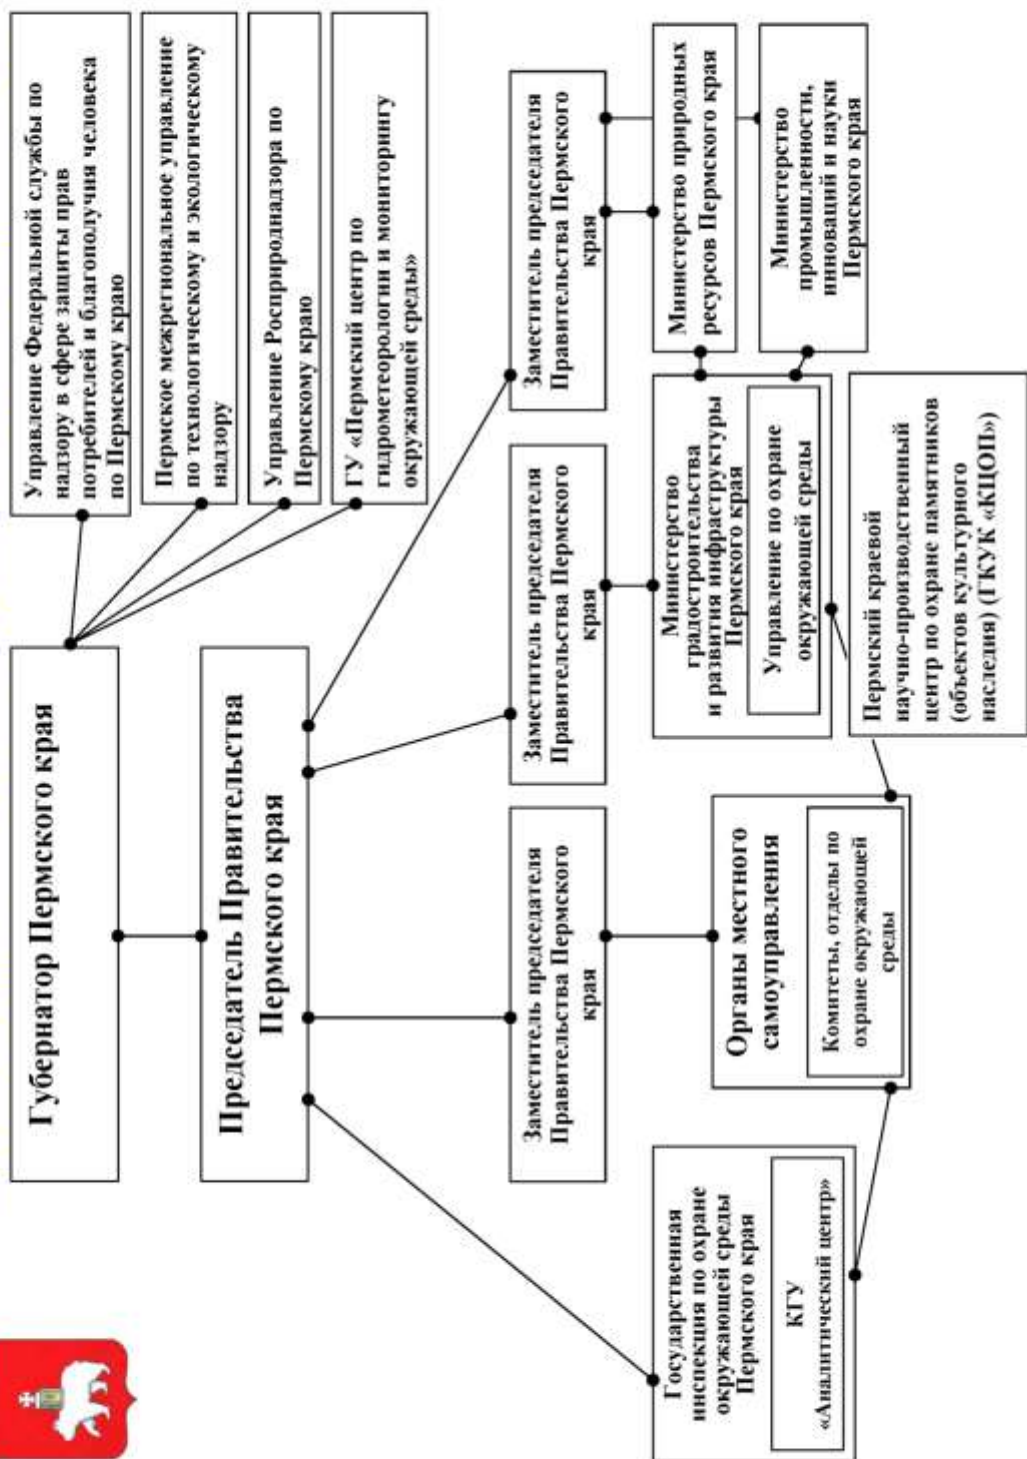 Губернатор Пермского края
Управление Федеральной службы по
надзору в сфере защиты прав
потребителей и благополучия человека
по Пермскому краю
Пермское межрегиональное управление
по технологическому и экологическому
надзору
Управление Росприроднадзора по
Пермскому краю
ГУ «Пермский центр по
гидрометеорологии и мониторингу
окружающей среды»
Председатель Правительства
Пермского края
Заместитель председателя
Правительства Пермского
края
Заместитель председателя
Правительства Пермского
края
Заместитель председателя
Правительства Пермского
края
Государственная
инспекция по охране
окружающей среды
Пермского края
КГУ
«Аналитический центр»
Органы местного
самоуправления
Комитеты, отделы по
охране окружающей
среды
Министерство
градостроительства
и развития инфраструктуры
Пермского края
Управление по охране
окружающей среды
Министерство природных
ресурсов Пермского края
Министерство
промышленности,
инноваций и науки
Пермского края
Пермский краевой
научно-производственный
центр по охране памятников
(объектов культурного
наследия) (ГКУК «КЦОП»)